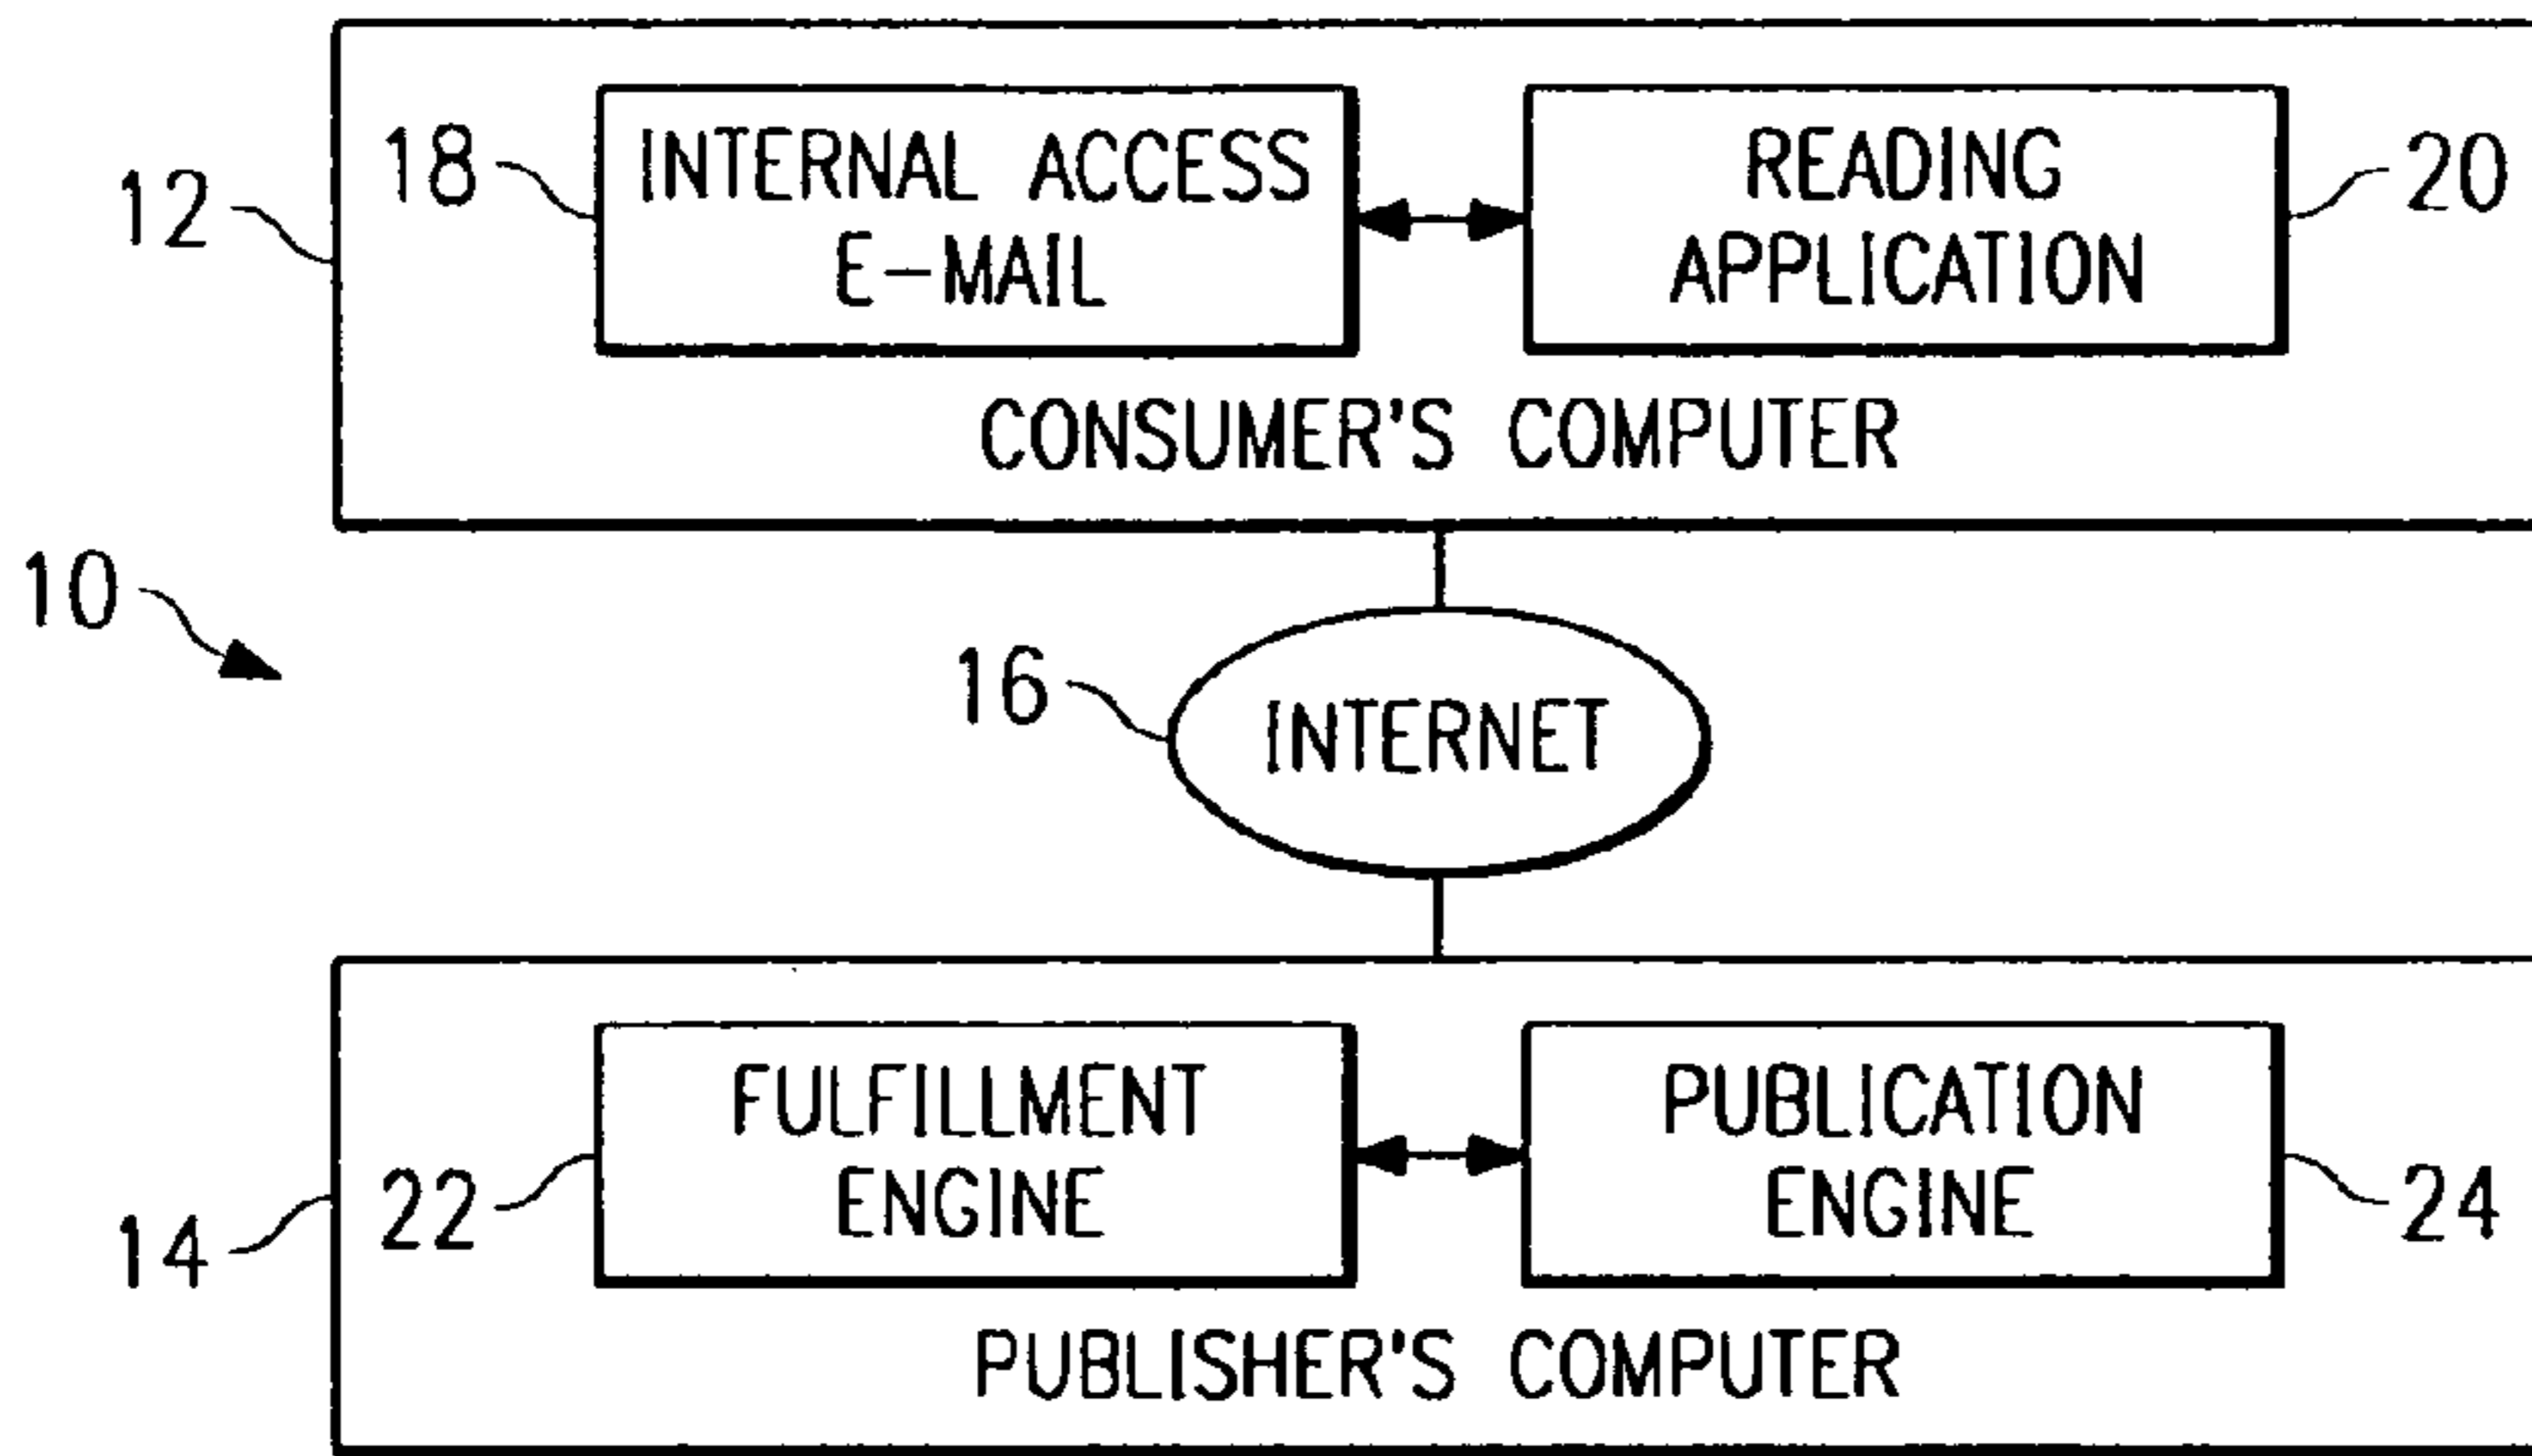 18
INTERNAL ACCESS
E-MAIL
READING
APPLICATION
20
12
CONSUMER'S COMPUTER
10
16
INTERNET
FULFILLMENT
ENGINE
22
PUBLICATION
ENGINE
24
14
PUBLISHER'S COMPUTER